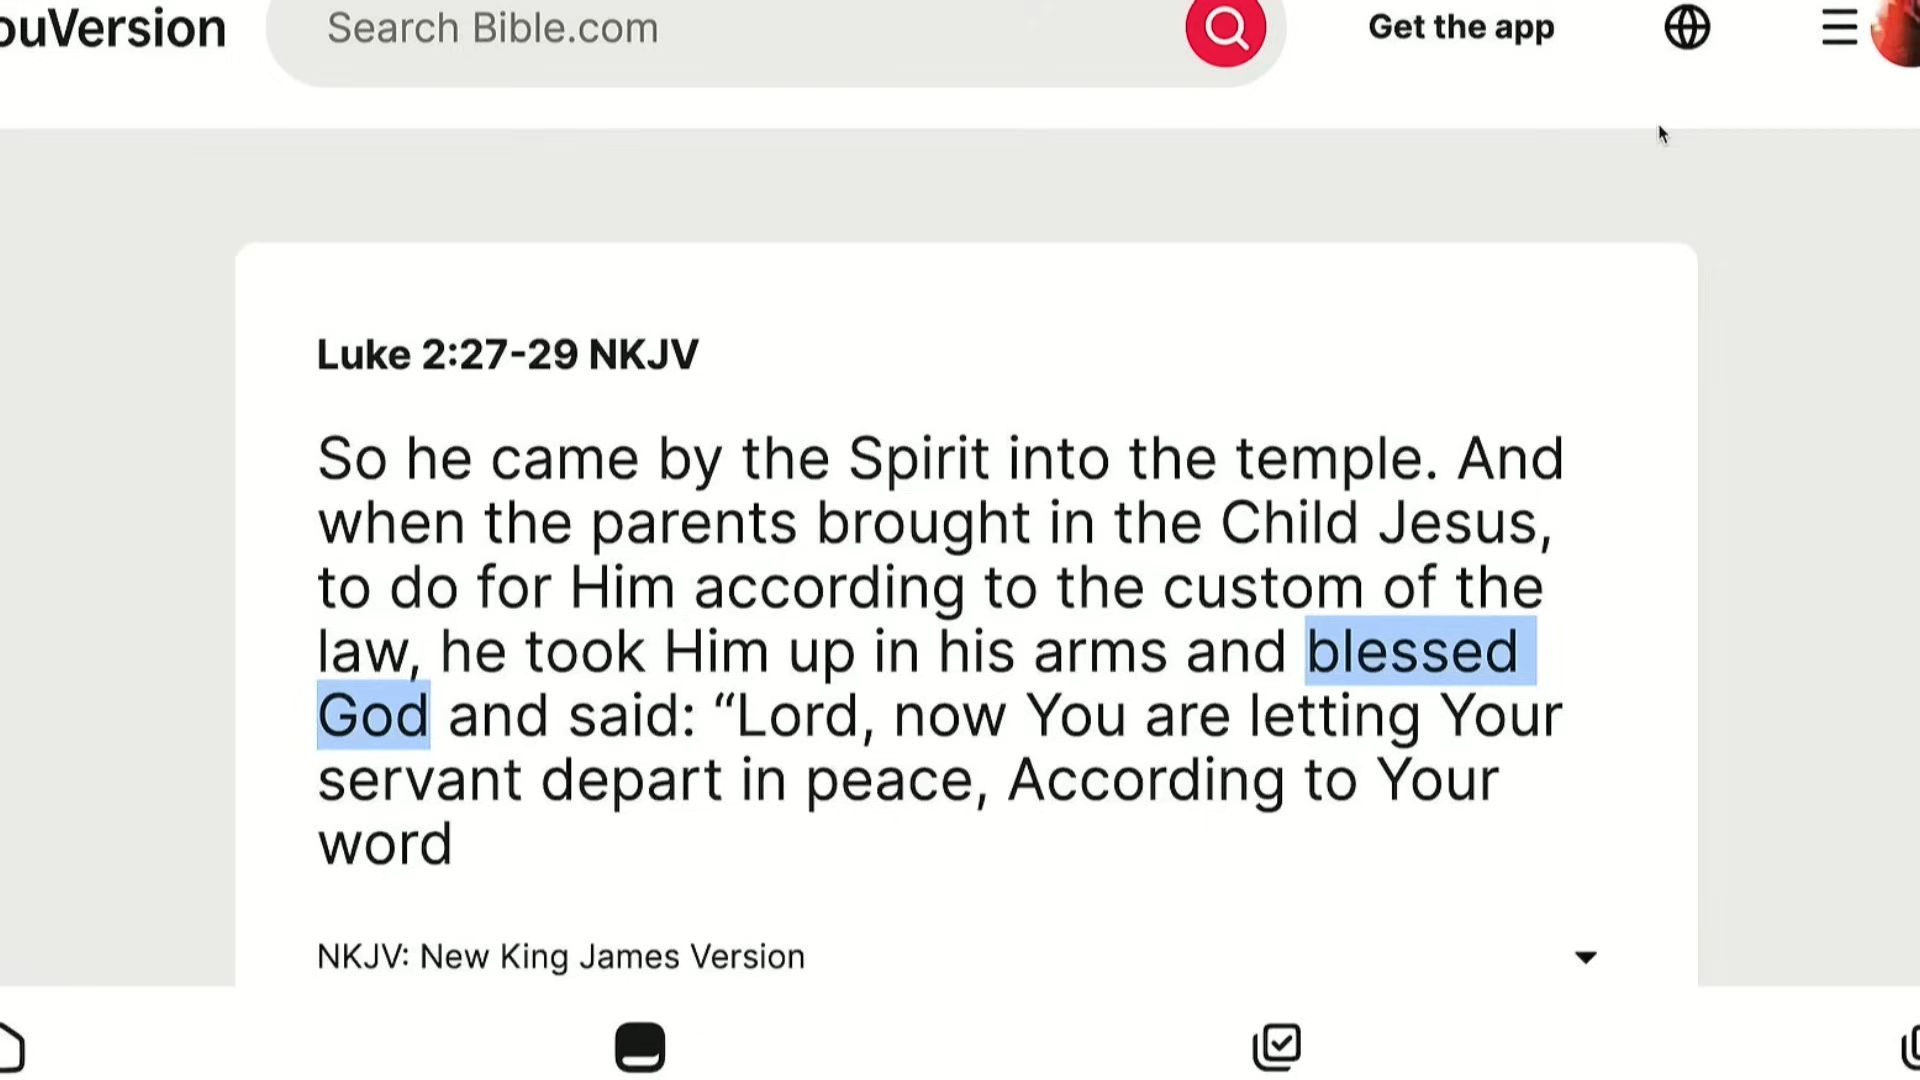 ouVersion
Search Bible.com
Get the app
Luke 2:27-29 NKJV
So he came by the Spirit into the temple. And
when the parents brought in the Child Jesus,
to do for Him according to the custom of the
law, he took Him up in his arms and blessed
God and said: “Lord, now You are letting Your
servant depart in peace, According to Your
word
NKJV: New King James Version